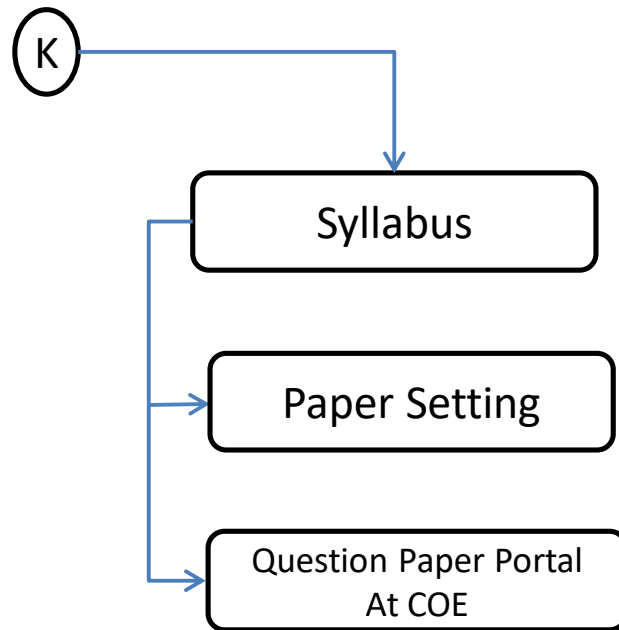 K
Syllabus
Paper Setting
Question Paper Portal
At COE